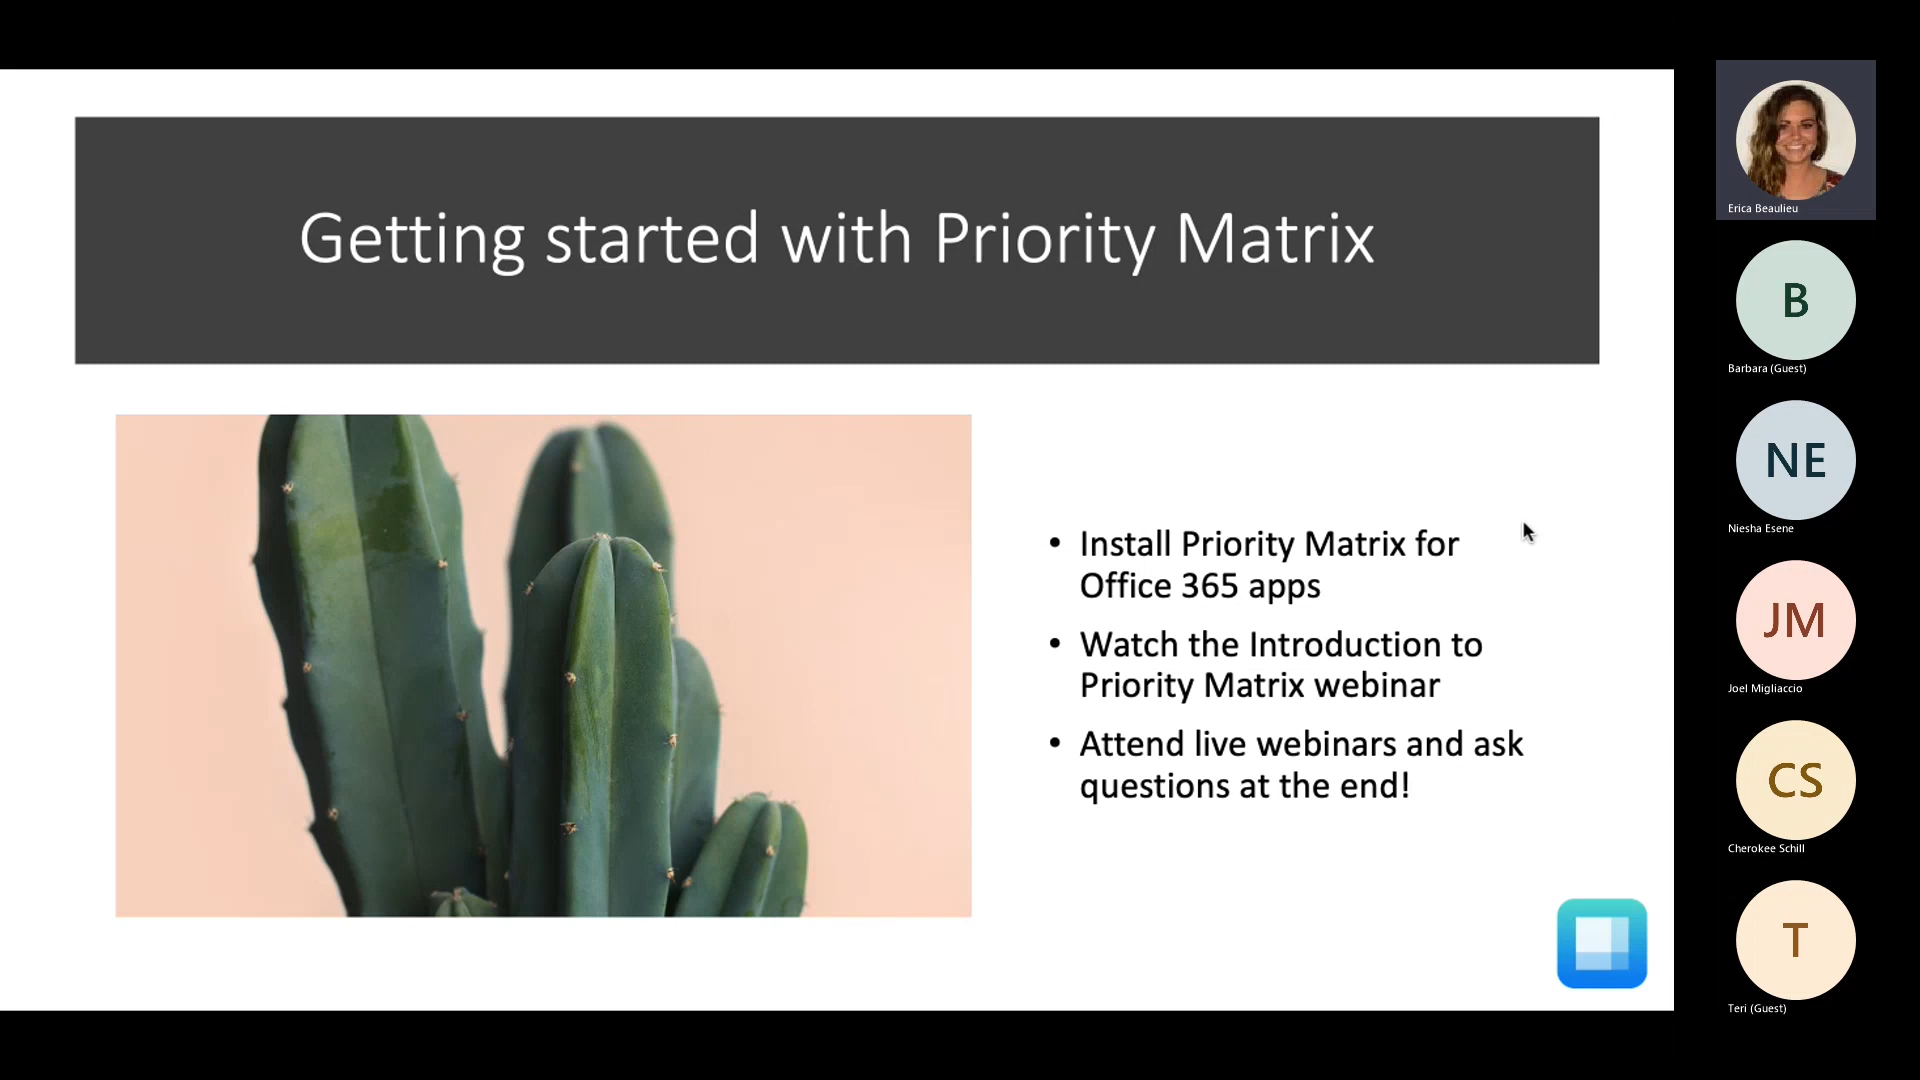 Getting started with Priority Matrix
• Install Priority Matrix for
Office 365 apps
• Watch the Introduction to
Priority Matrix webinar
• Attend live webinars and ask
questions at the end!
Erica Beaulieu
B
Barbara (Guest)
NE
Niesha Esene
JM
Joel Migliaccio
CS
Cherokee Schill
T
Teri (Guest)